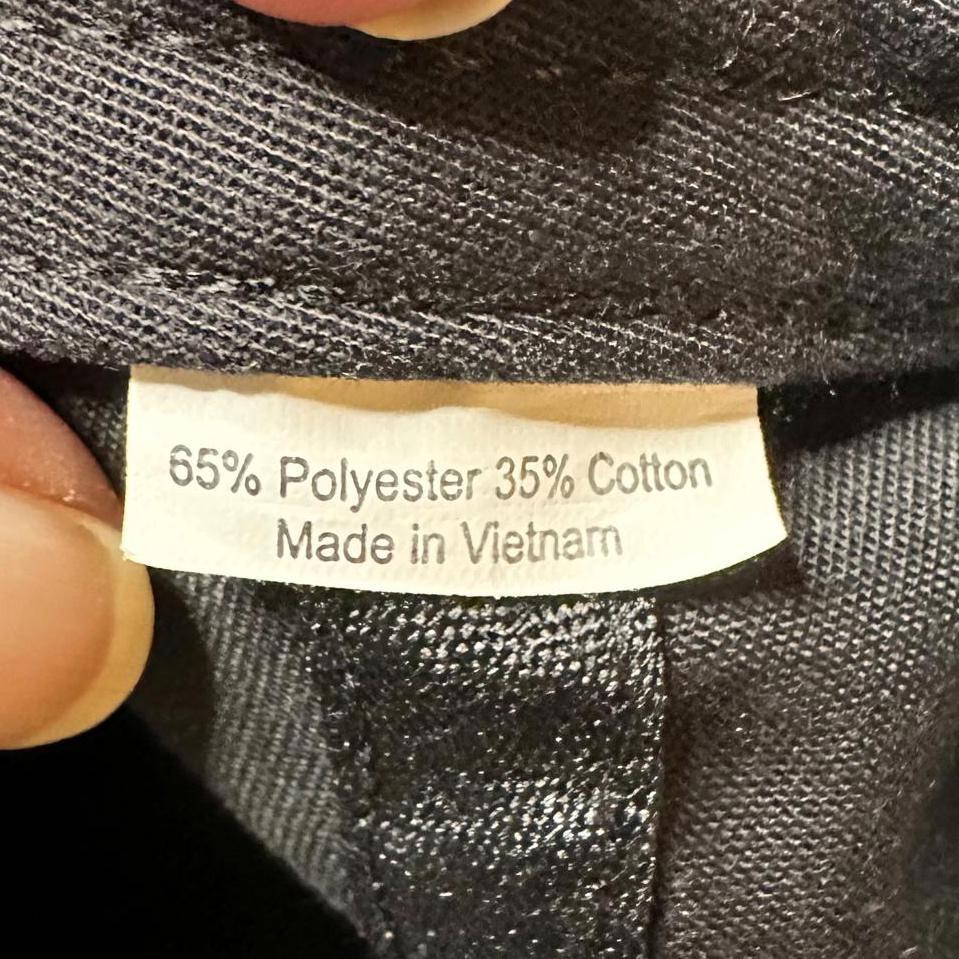 65% Polyester 35% Cotton
Made in Vietnam